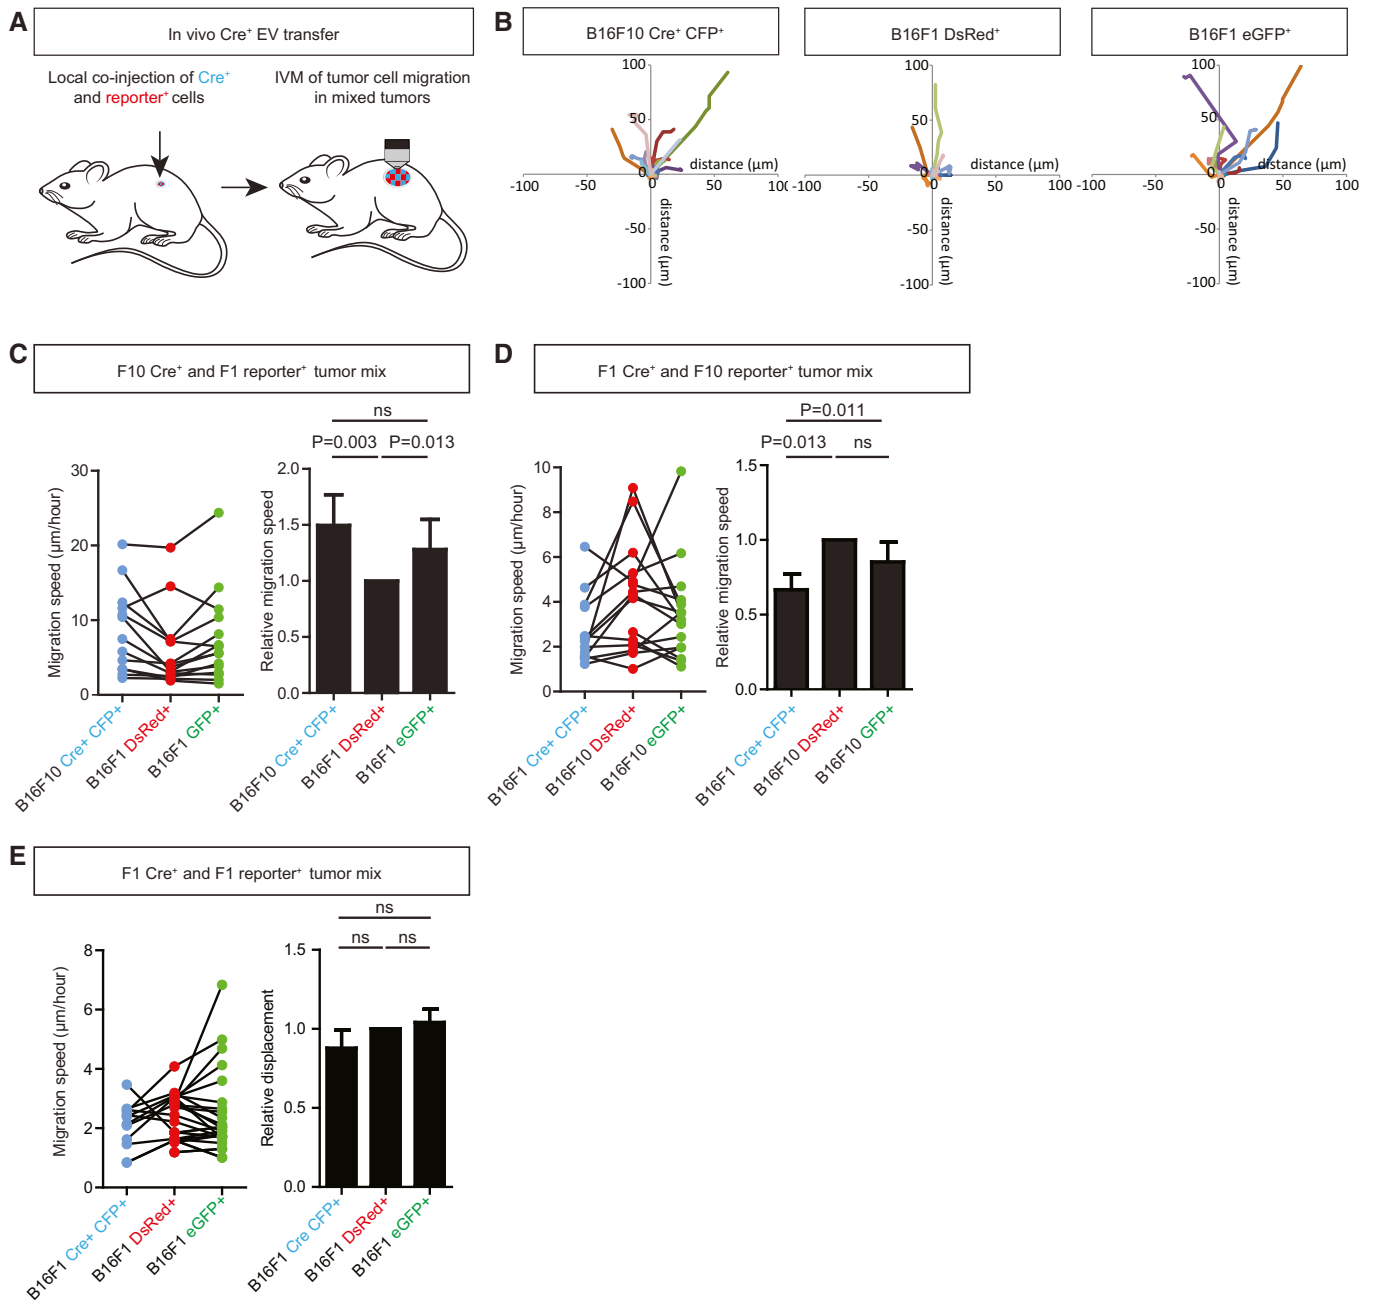 A
In vivo Cre⁺ EV transfer
Local co-injection of Cre⁺
and reporter⁺ cells
IVM of tumor cell migration
in mixed tumors
B
B16F10 Cre⁺ CFP⁺
100
50
distance (µm)
-100
-50
0
50
100
-50
-100
distance (µm)
B16F1 DsRed⁺
100
50
distance (µm)
-100
-50
0
50
100
-50
-100
distance (µm)
B16F1 eGFP⁺
100
50
distance (µm)
-100
-50
0
50
100
-50
-100
distance (µm)
C
F10 Cre⁺ and F1 reporter⁺ tumor mix
Migration speed (µm/hour)
30
20
10
0
B16F10 Cre+ CFP+
B16F1 DsRed+
B16F1 GFP+
ns
P=0.003
P=0.013
Relative migration speed
2.0
1.5
1.0
0.5
0.0
B16F10 Cre+ CFP+
B16F1 DsRed+
B16F1 eGFP+
D
F1 Cre⁺ and F10 reporter⁺ tumor mix
Migration speed (µm/hour)
10
8
6
4
2
0
B16F1 Cre+ CFP+
B16F10 DsRed+
B16F10 eGFP+
P=0.011
P=0.013
ns
Relative migration speed
1.5
1.0
0.5
0.0
B16F1 Cre+ CFP+
B16F10 DsRed+
B16F10 GFP+
E
F1 Cre⁺ and F1 reporter⁺ tumor mix
Migration speed (µm/hour)
8
6
4
2
0
B16F1 Cre+ CFP+
B16F1 DsRed+
B16F1 eGFP+
ns
ns
ns
Relative displacement
1.5
1.0
0.5
0.0
B16F1 Cre CFP+
B16F1 DsRed+
B16F1 eGFP+